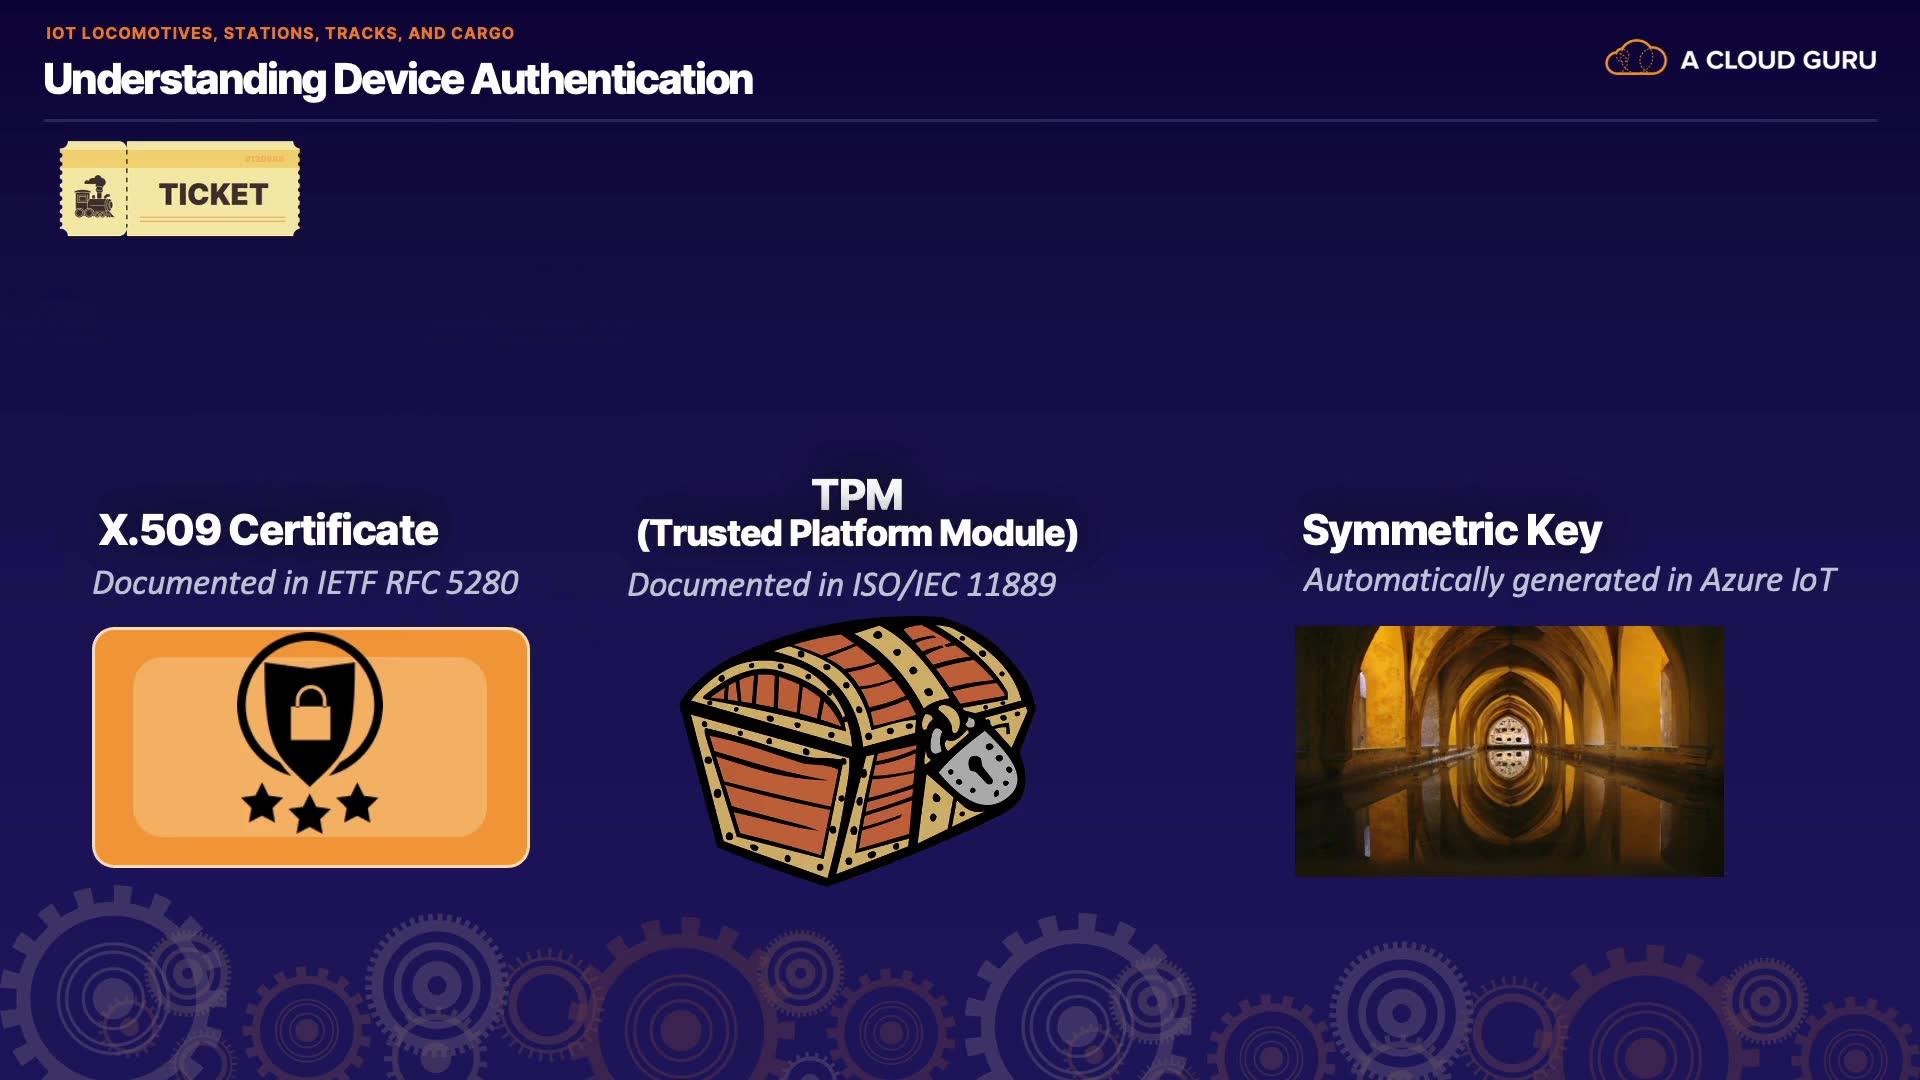 IOT LOCOMOTIVES, STATIONS, TRACKS, AND CARGO
Understanding Device Authentication
A CLOUD GURU
TICKET
TPM
(Trusted Platform Module)
X.509 Certificate
Symmetric Key
Documented in IETF RFC 5280
Documented in ISO/IEC 11889
Automatically generated in Azure IoT